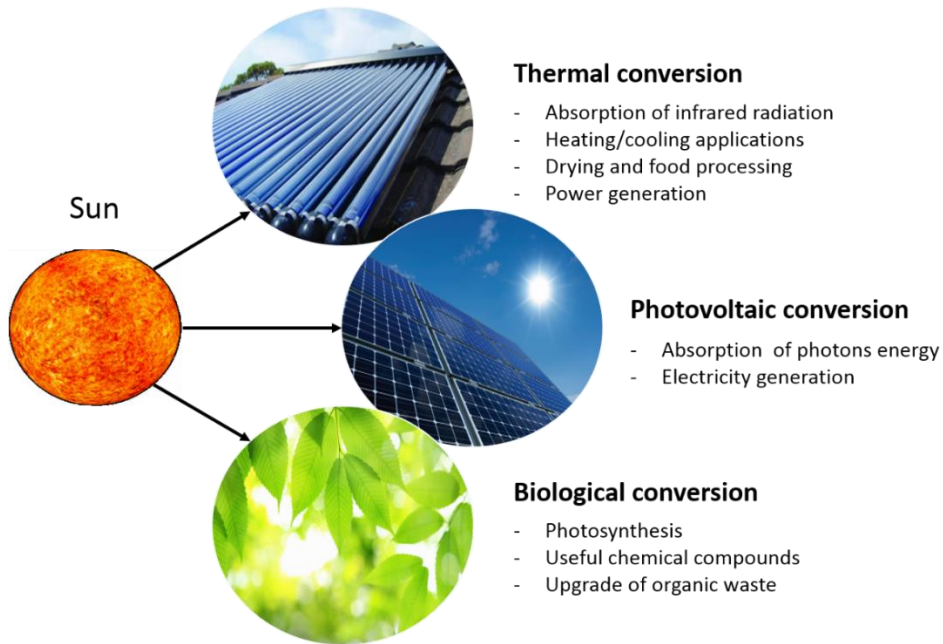 Sun
Thermal conversion
- Absorption of infrared radiation
- Heating/cooling applications
- Drying and food processing
- Power generation
Photovoltaic conversion
- Absorption of photons energy
- Electricity generation
Biological conversion
- Photosynthesis
- Useful chemical compounds
- Upgrade of organic waste